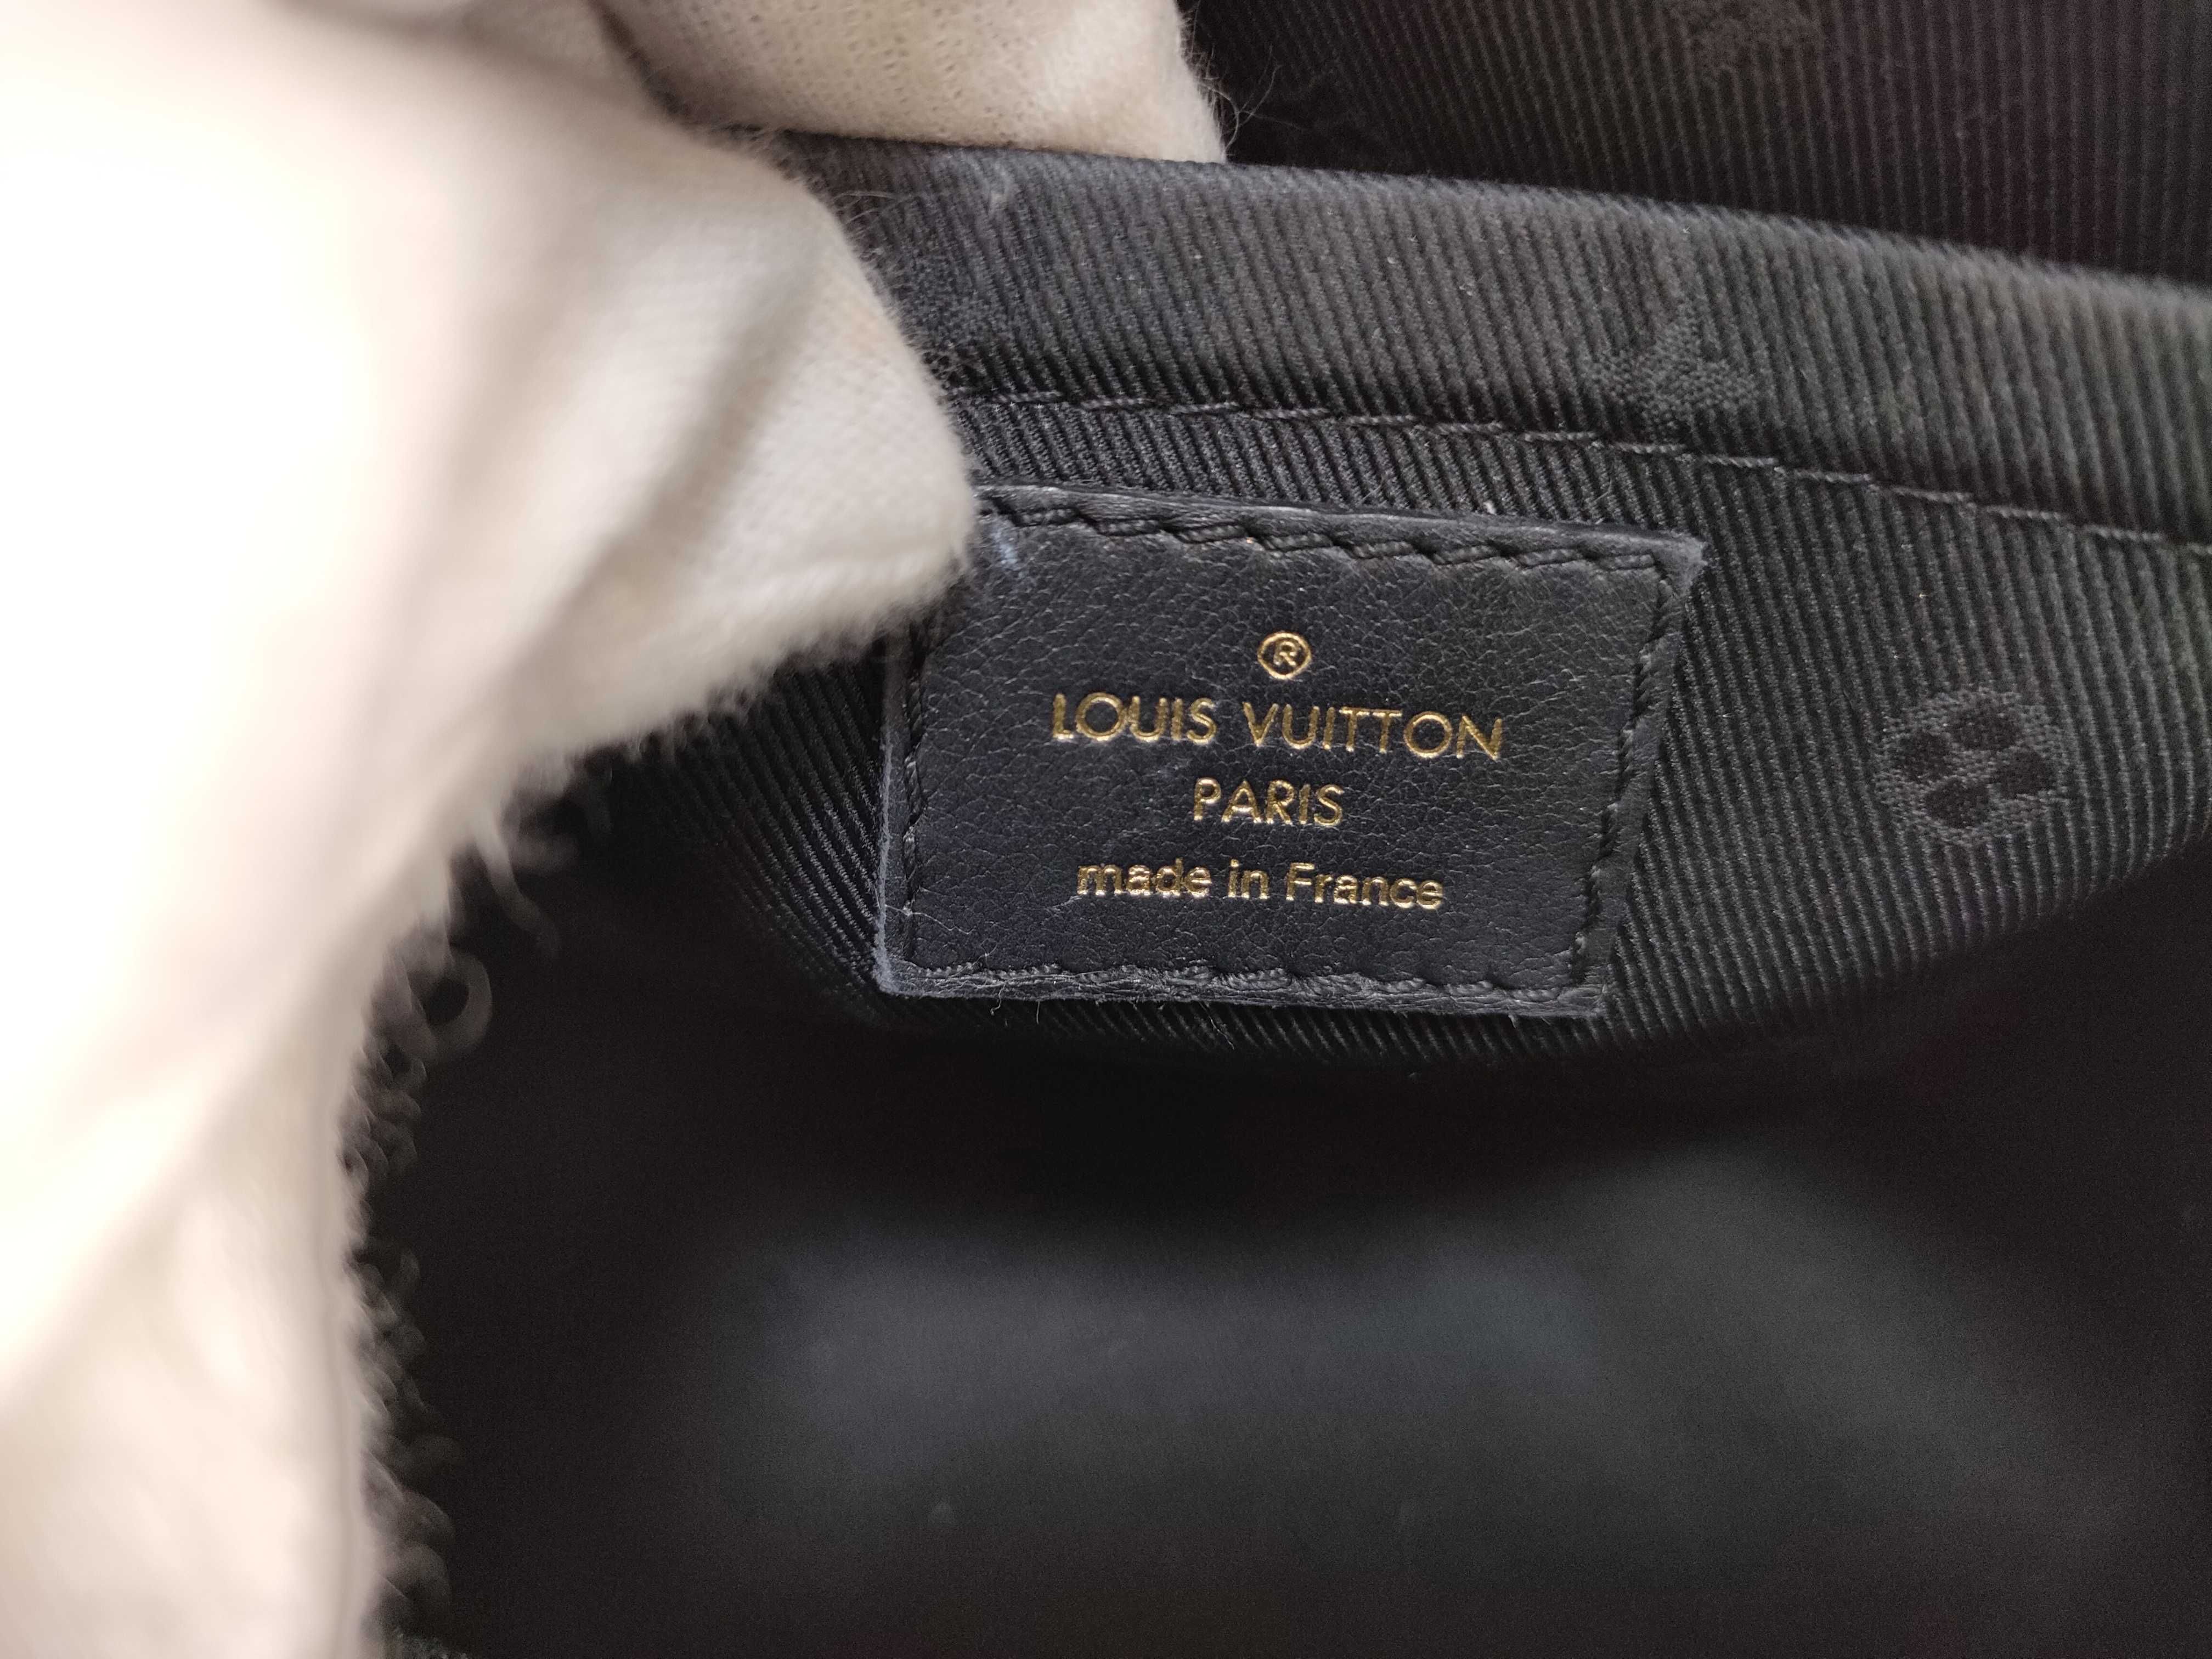 ®
LOUIS VUITTON
PARIS
made in France